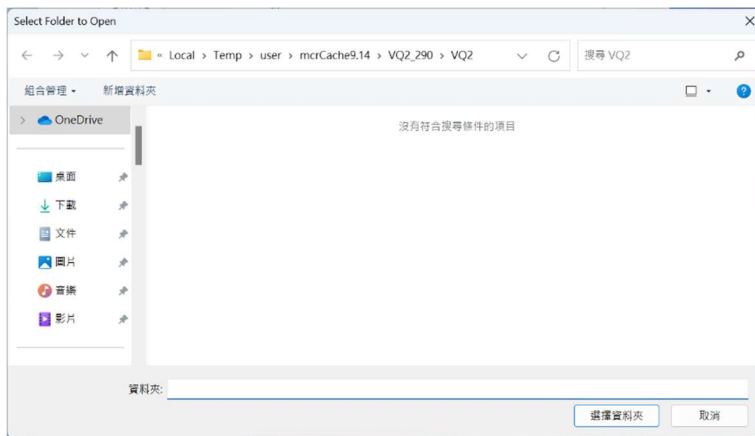 Select Folder to Open
« Local › Temp › user › mcrCache9.14 › VQ2_290 › VQ2
搜尋 VQ2
組合管理
新增資料夾
OneDrive
沒有符合搜尋條件的項目
桌面
下載
文件
圖片
音樂
影片
資料夾:
選擇資料夾
取消